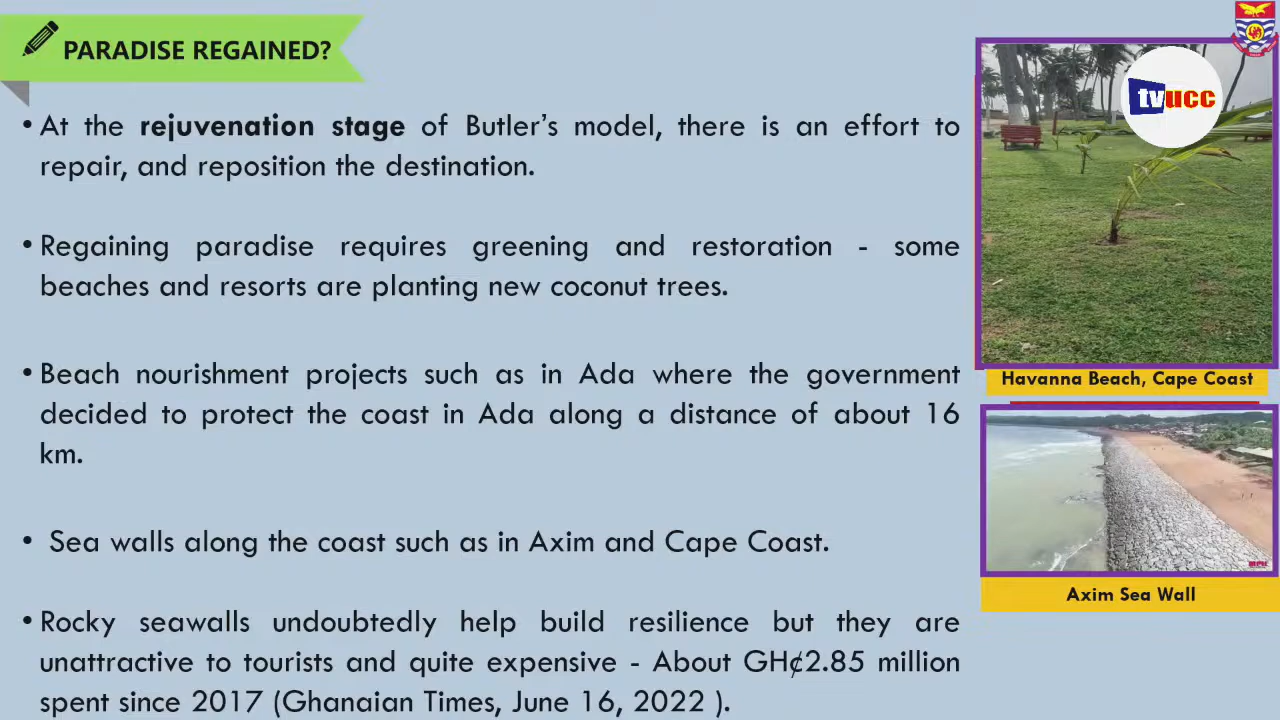 PARADISE REGAINED?
• At the rejuvenation stage of Butler's model, there is an effort to
repair, and reposition the destination.
• Regaining paradise requires greening and restoration - some
beaches and resorts are planting new coconut trees.
• Beach nourishment projects such as in Ada where the government
decided to protect the coast in Ada along a distance of about 16
km.
• Sea walls along the coast such as in Axim and Cape Coast.
• Rocky seawalls undoubtedly help build resilience but they are
unattractive to tourists and quite expensive - About GH₵2.85 million
spent since 2017 (Ghanaian Times, June 16, 2022 ).
tvucc
Havanna Beach, Cape Coast
Axim Sea Wall